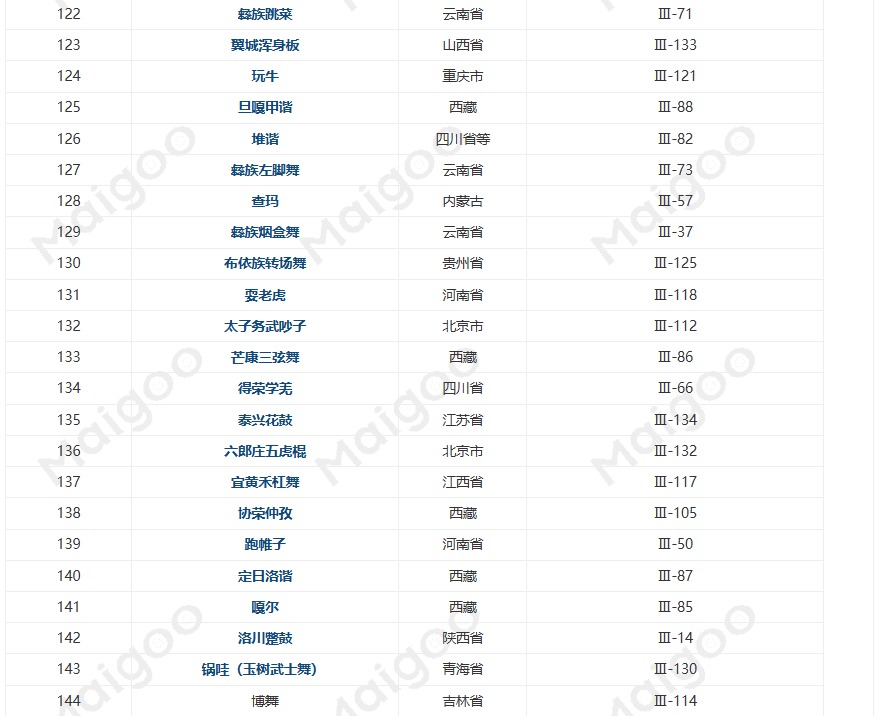 122 彝族跳菜 云南省 Ⅲ-71
123 翼城浑身板 山西省 Ⅲ-133
124 玩牛 重庆市 Ⅲ-121
125 旦嘎甲谐 西藏 Ⅲ-88
126 堆谐 四川省等 Ⅲ-82
127 彝族左脚舞 云南省 Ⅲ-73
128 查玛 内蒙古 Ⅲ-57
129 彝族烟盒舞 云南省 Ⅲ-37
130 布依族转场舞 贵州省 Ⅲ-125
131 耍老虎 河南省 Ⅲ-118
132 太子务武吵子 北京市 Ⅲ-112
133 芒康三弦舞 西藏 Ⅲ-86
134 得荣学羌 四川省 Ⅲ-66
135 泰兴花鼓 江苏省 Ⅲ-134
136 六郎庄五虎棍 北京市 Ⅲ-132
137 宜黄禾杠舞 江西省 Ⅲ-117
138 协荣仲孜 西藏 Ⅲ-105
139 跑帷子 河南省 Ⅲ-50
140 定日洛谐 西藏 Ⅲ-87
141 嘎尔 西藏 Ⅲ-85
142 洛川蹩鼓 陕西省 Ⅲ-14
143 锅哇（玉树武士舞） 青海省 Ⅲ-130
144 博舞 吉林省 Ⅲ-114
Maigoo
Maigoo
Maigoo
Maigoo
Maigoo
Maigoo
Maigoo
Maigoo
Maigoo